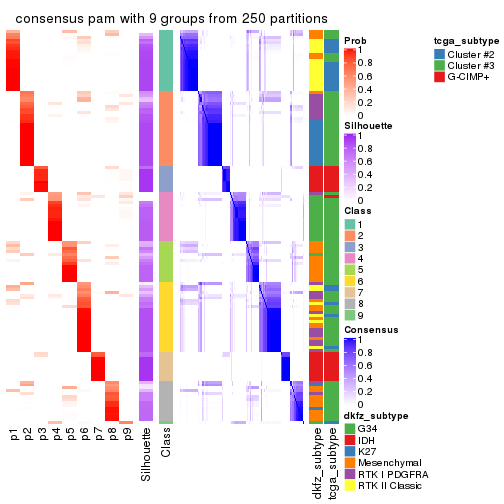 consensus pam with 9 groups from 250 partitions
Prob
1
0.8
0.6
0.4
0.2
0
Silhouette
1
0.8
0.6
0.4
0.2
0
Class
1
2
3
4
5
6
7
8
9
Consensus
1
0.8
0.6
0.4
0.2
0
dkfz_subtype
G34
IDH
K27
Mesenchymal
RTK I PDGFRA
RTK II Classic
tcga_subtype
Cluster #2
Cluster #3
G-CIMP+
p1
p2
p3
p4
p5
p6
p7
p8
p9
Silhouette
Class
dkfz_subtype
tcga_subtype